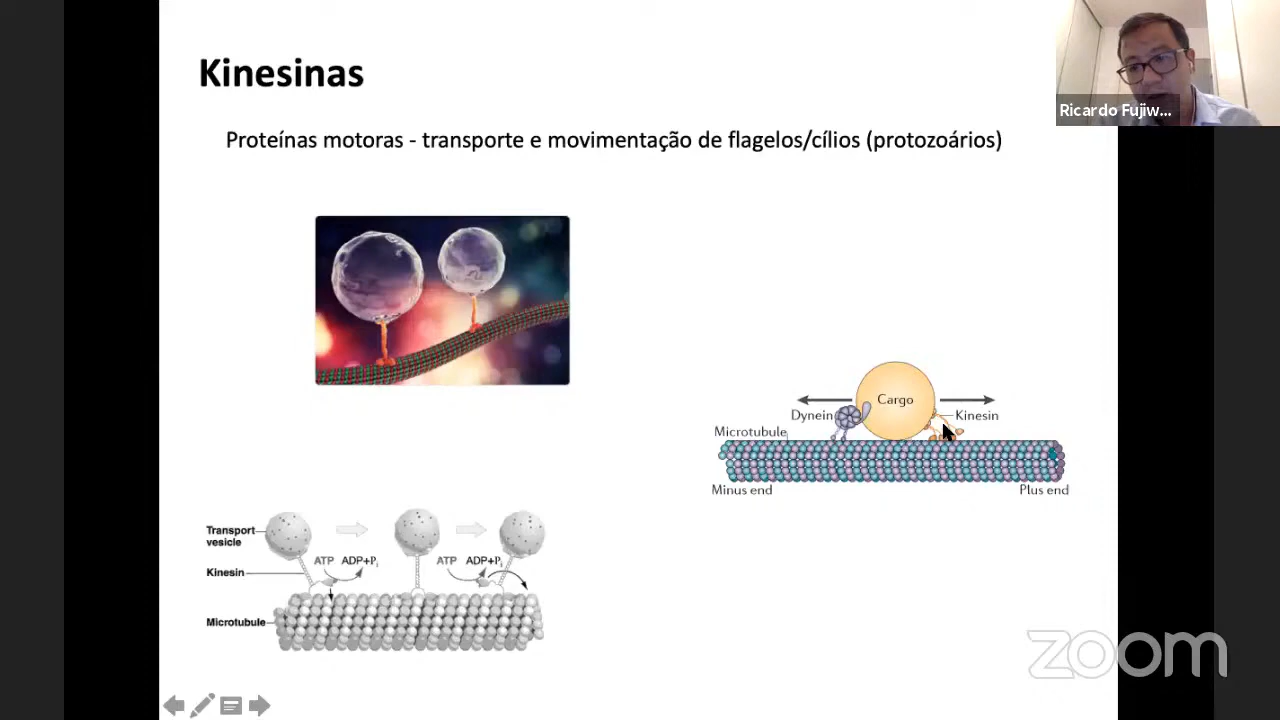 Kinesinas
Ricardo Fujiw...
Proteínas motoras - transporte e movimentação de flagelos/cílios (protozoários)
Cargo
Dynein
Kinesin
Microtubule
Minus end
Plus end
Transport
vesicle
ATP ADP+Pi
ATP ADP+Pi
Kinesin
Microtubule
zoom